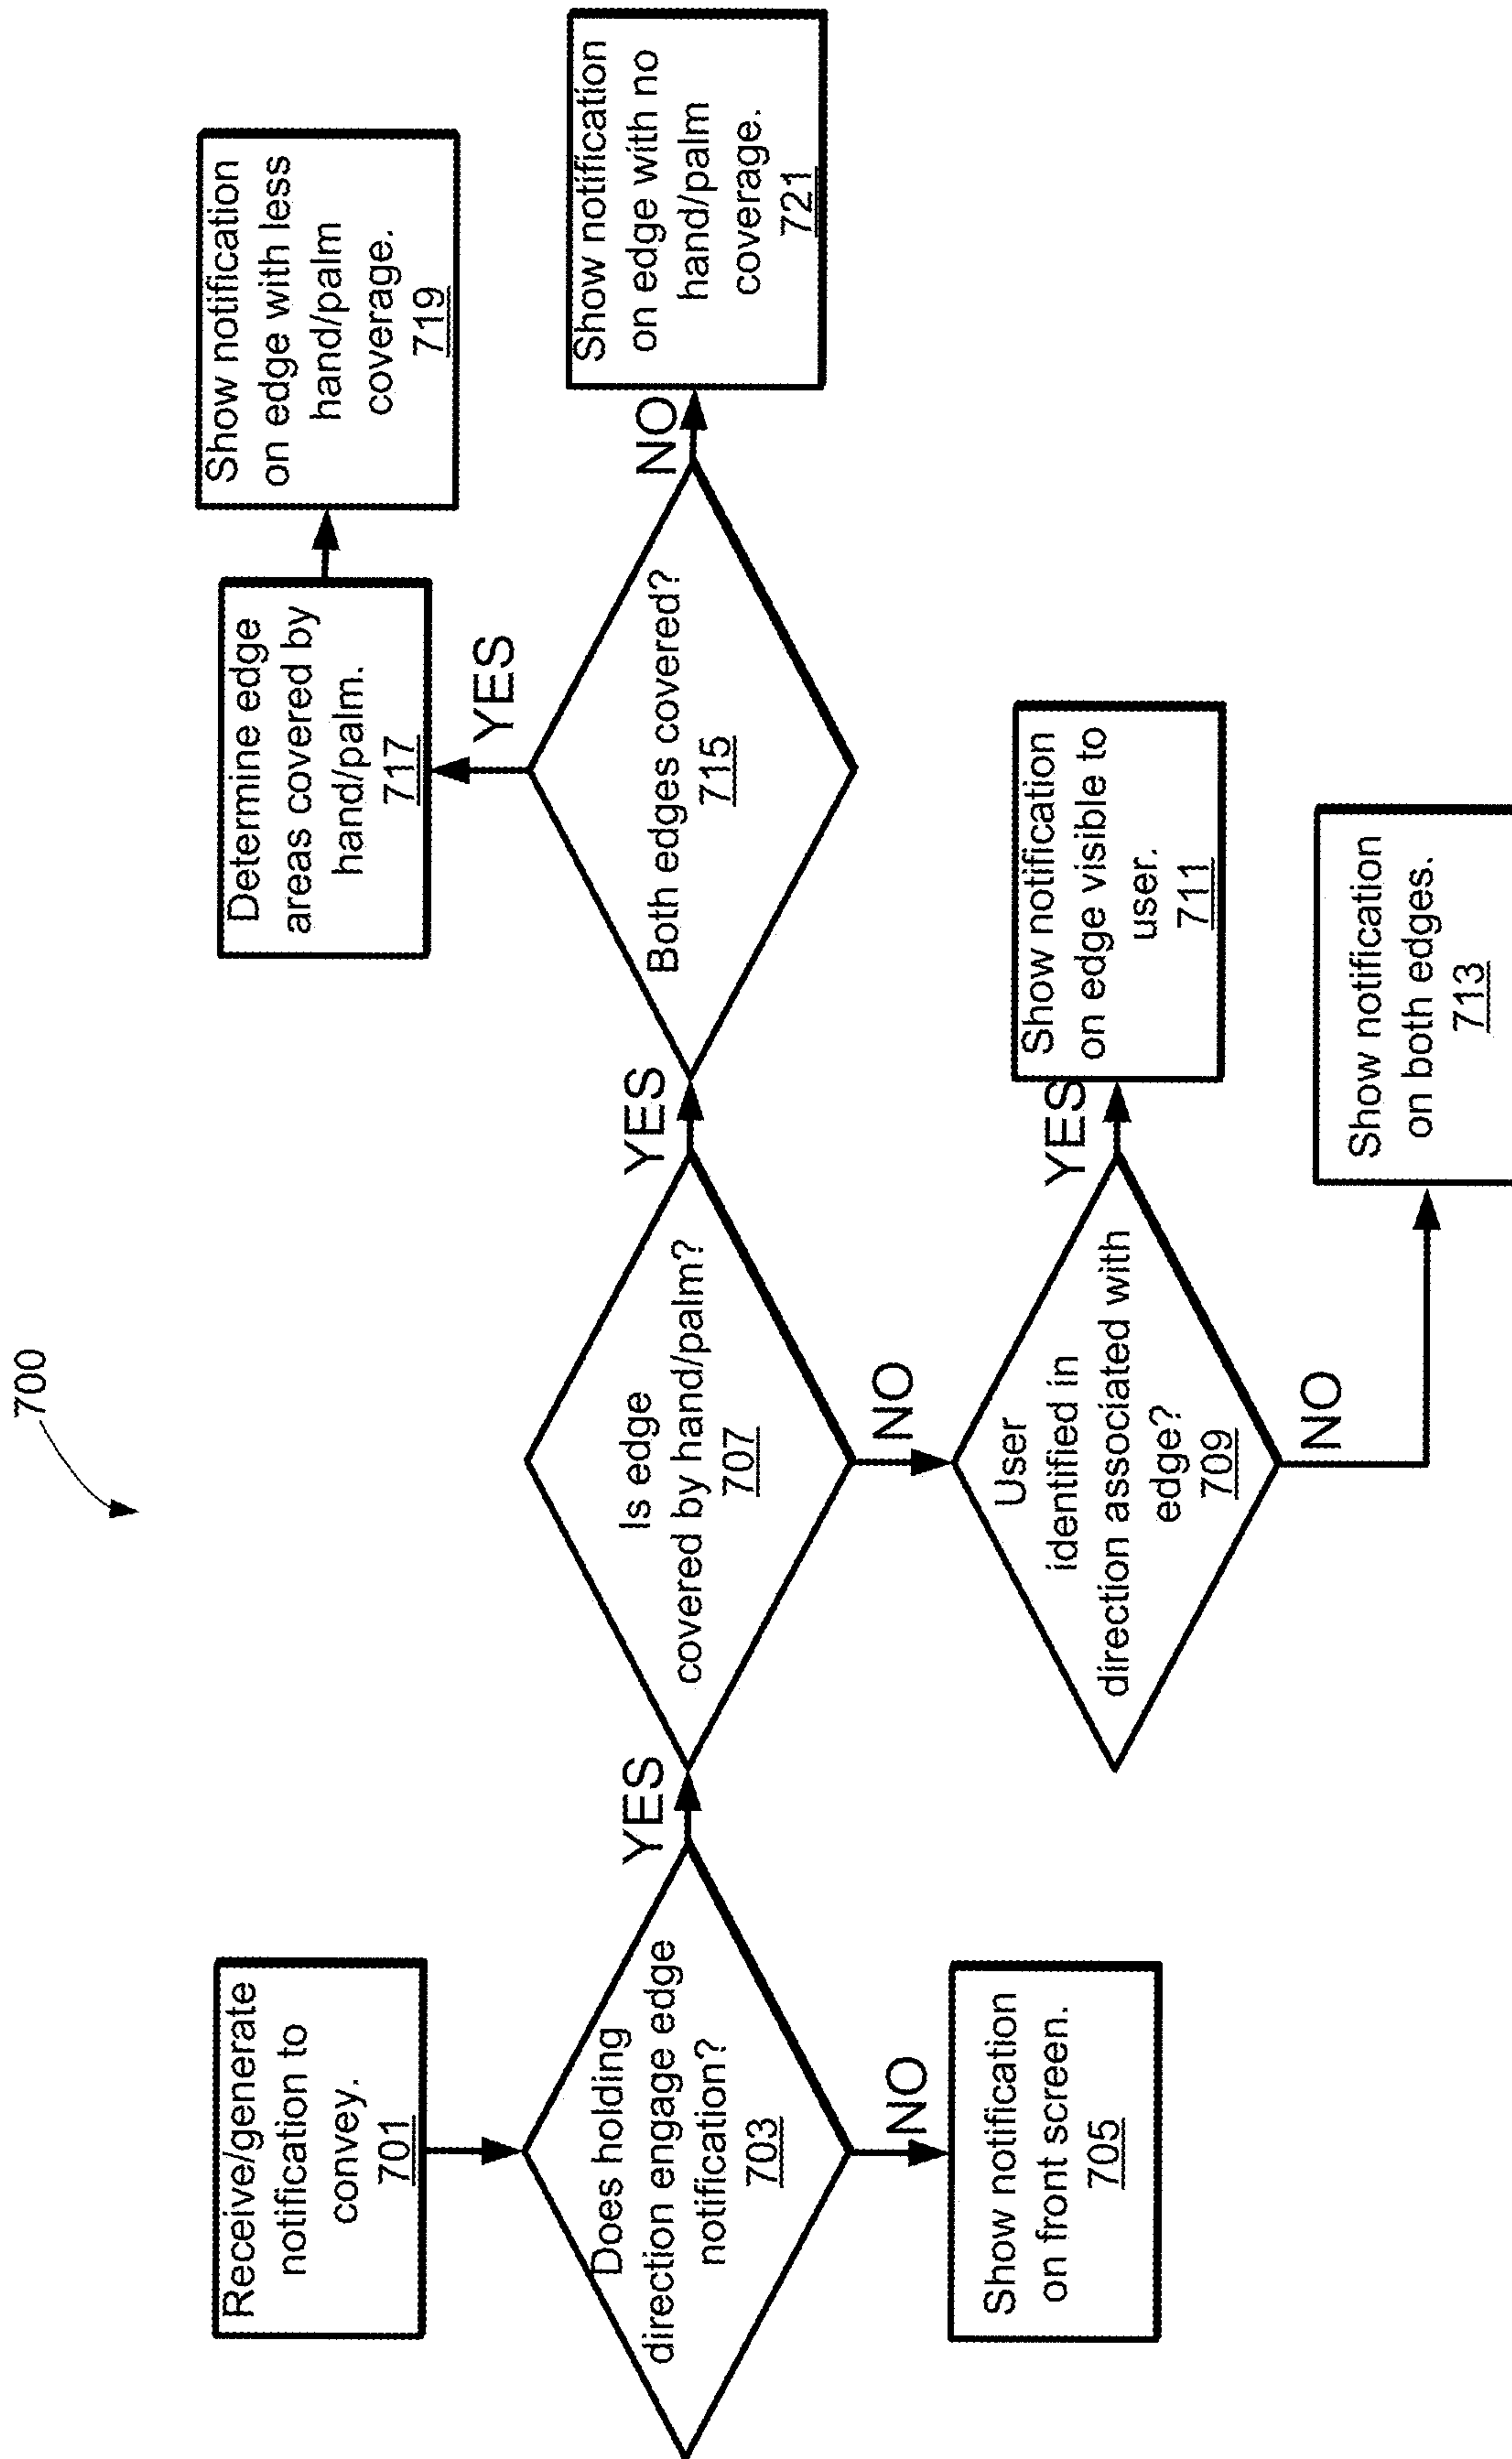 700
Receive/generate
notification to
convey.
701
Does holding
direction engage edge
notification?
703
NO
Show notification
on front screen.
705
YES
Is edge
covered by hand/palm?
707
NO
User
identified in
direction associated with
edge?
709
YES
Show notification
on edge visible to
user.
711
NO
Show notification
on both edges.
713
YES
Both edges covered?
715
YES
Determine edge
areas covered by
hand/palm.
717
Show notification
on edge with less
hand/palm
coverage.
719
NO
Show notification
on edge with no
hand/palm
coverage.
721